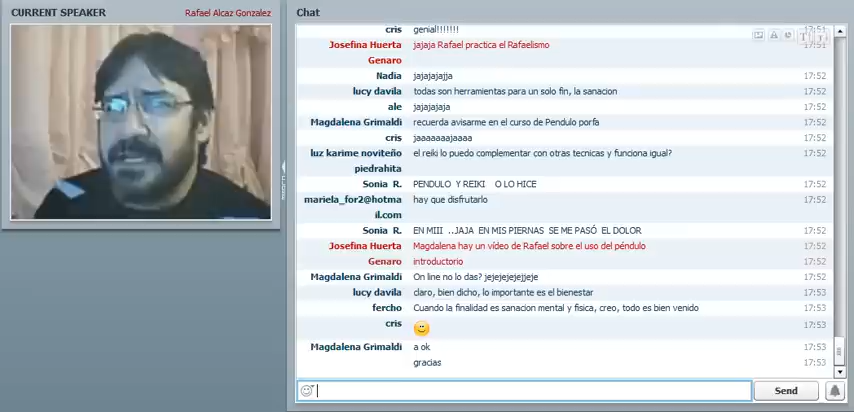 CURRENT SPEAKER Rafael Alcaz Gonzalez
Chat
cris genial!!!!!!! 17:51
Josefina Huerta jajaja Rafael practica el Rafaelismo 17:51
Genaro
Nadia jajajajajja 17:52
lucy davila todas son herramientas para un solo fin, la sanacion 17:52
ale jajajajaja 17:52
Magdalena Grimaldi recuerda avisarme en el curso de Pendulo porfa 17:52
cris jaaaaaaajaaaa 17:52
luz karime noviteño el reiki lo puedo complementar con otras tecnicas y funciona igual? 17:52
piedrahita
Sonia R. PENDULO Y REIKI O LO HICE 17:52
mariela_for2@hotma hay que disfrutarlo 17:52
il.com
Sonia R. EN MIII ..JAJA EN MIS PIERNAS SE ME PASÓ EL DOLOR 17:52
Josefina Huerta Magdalena hay un vídeo de Rafael sobre el uso del péndulo 17:52
Genaro introductorio 17:52
Magdalena Grimaldi On line no lo das? jejejejejejjeje 17:52
lucy davila claro, bien dicho, lo importante es el bienestar 17:53
fercho Cuando la finalidad es sanacion mental y fisica, creo, todo es bien venido 17:53
cris 17:53
Magdalena Grimaldi a ok 17:53
gracias 17:53
Send